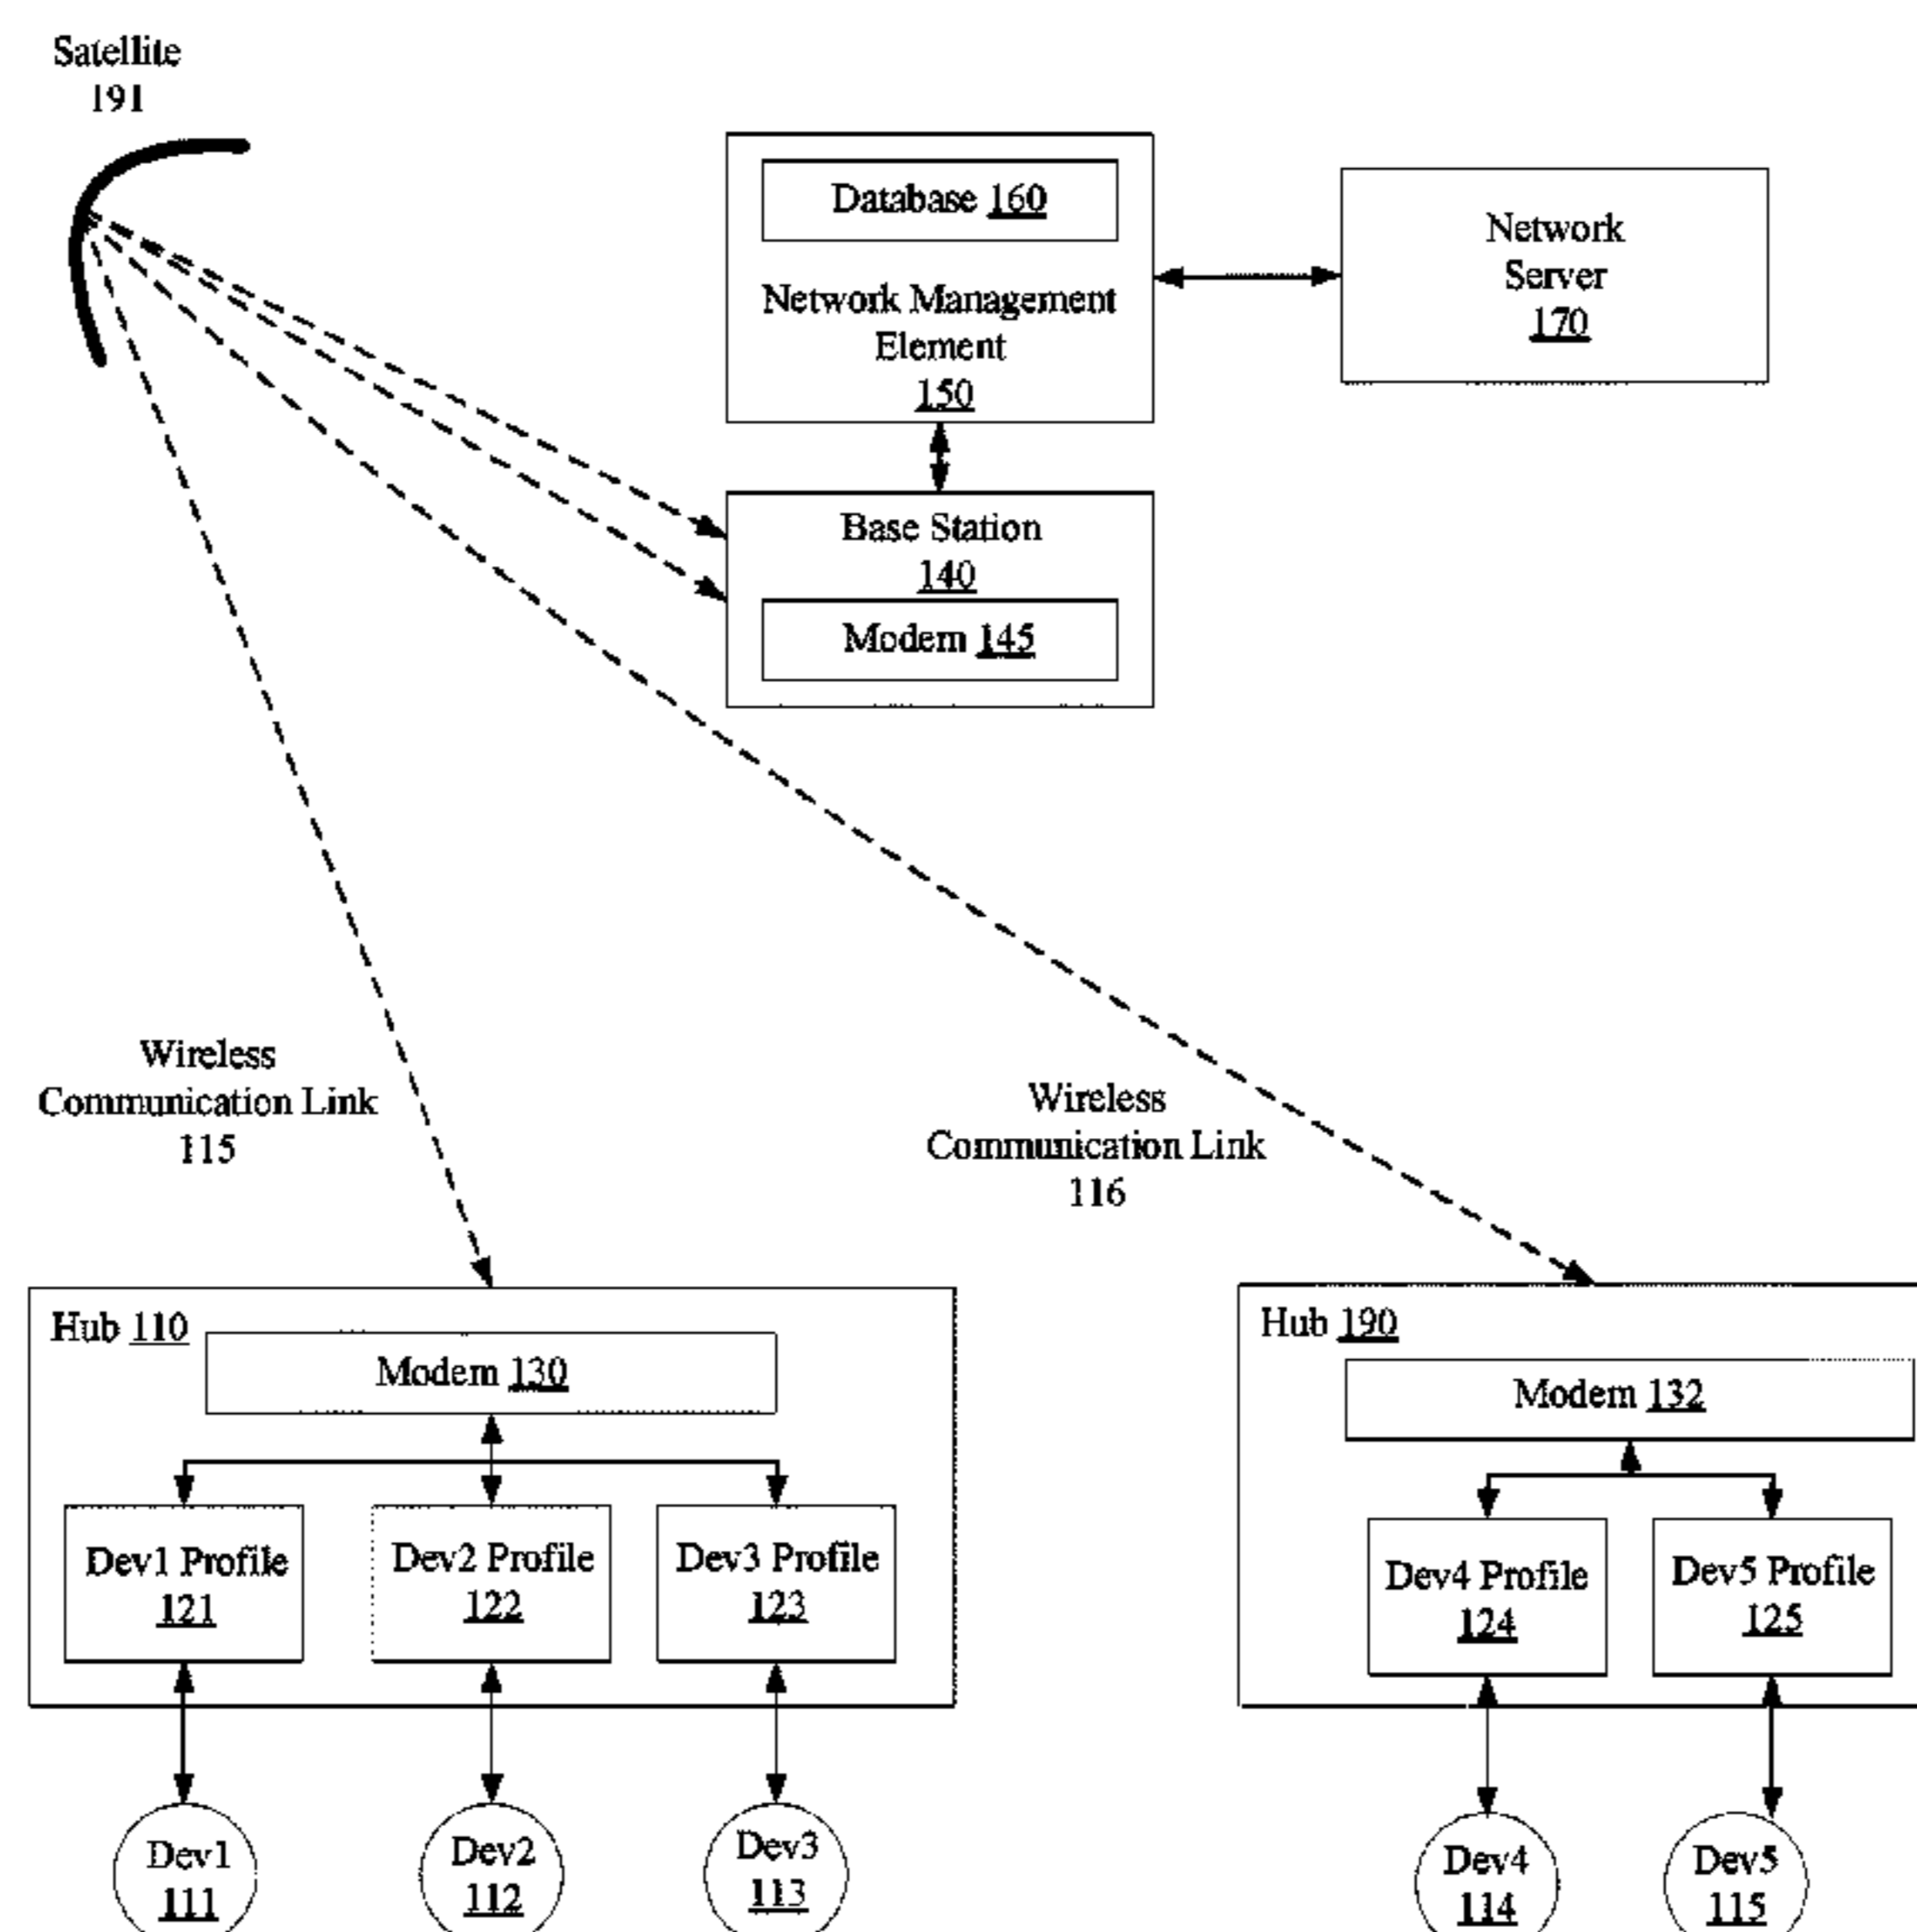 Satellite
191
Database 160
Network Management
Element
150
Network
Server
170
Base Station
140
Modem 145
Wireless
Communication Link
115
Wireless
Communication Link
116
Hub 110
Modem 130
Dev1 Profile
121
Dev2 Profile
122
Dev3 Profile
123
Hub 190
Modem 132
Dev4 Profile
124
Dev5 Profile
125
Dev1
111
Dev2
112
Dev3
113
Dev4
114
Dev5
115